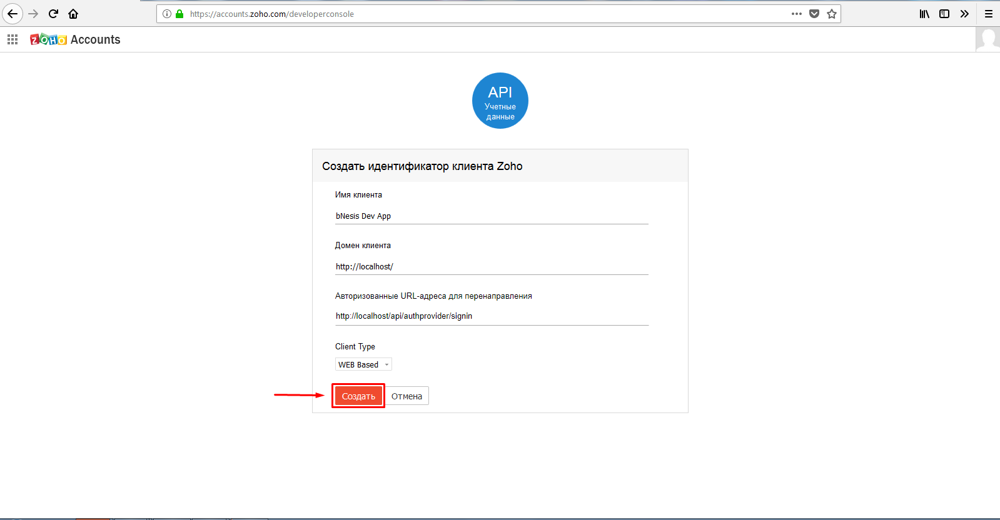 https://accounts.zoho.com/developerconsole
ZOHO Accounts
API
Учетные
данные
Создать идентификатор клиента Zoho
Имя клиента
bNesis Dev App
Домен клиента
http://localhost/
Авторизованные URL-адреса для перенаправления
http://localhost/api/authprovider/signin
Client Type
WEB Based
Создать Отмена